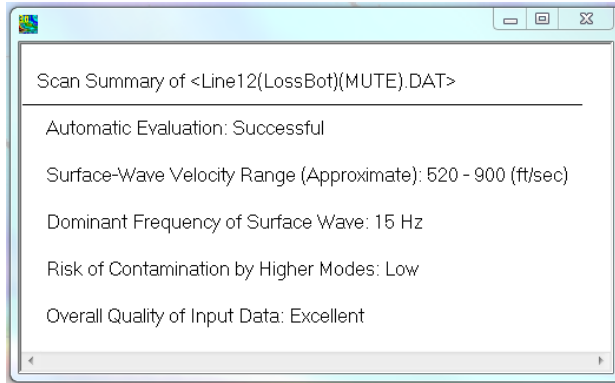 Scan Summary of <Line12(LossBot)(MUTE).DAT>
Automatic Evaluation: Successful
Surface-Wave Velocity Range (Approximate): 520 - 900 (ft/sec)
Dominant Frequency of Surface Wave: 15 Hz
Risk of Contamination by Higher Modes: Low
Overall Quality of Input Data: Excellent